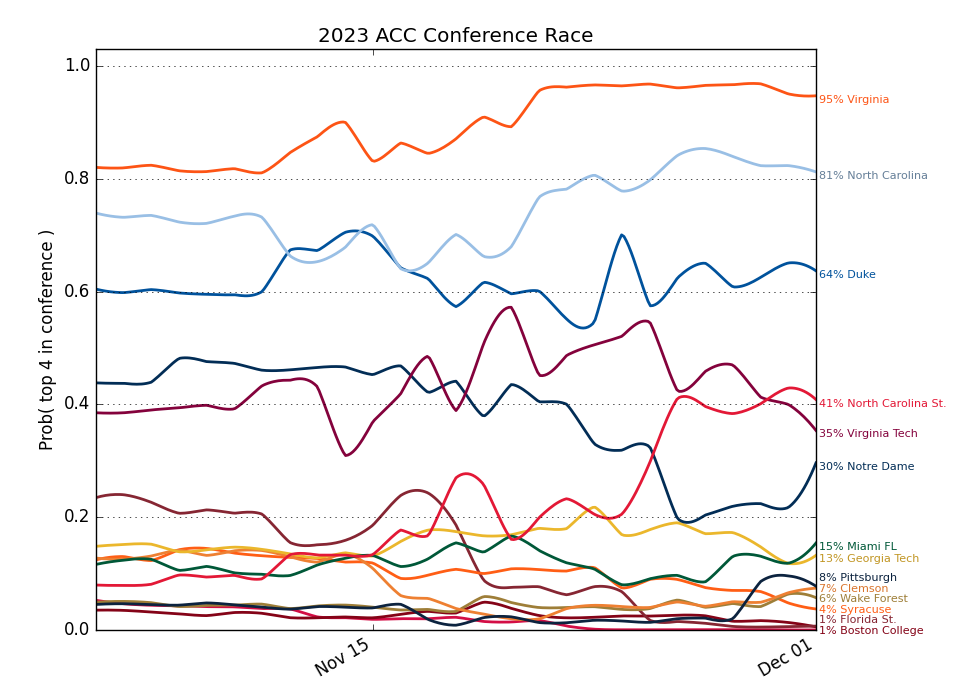 2023 ACC Conference Race
Prob( top 4 in conference )
1.0
0.8
0.6
0.4
0.2
0.0
Nov 15
Dec 01
95% Virginia
81% North Carolina
64% Duke
41% North Carolina St.
35% Virginia Tech
30% Notre Dame
15% Miami FL
13% Georgia Tech
8% Pittsburgh
7% Clemson
6% Wake Forest
4% Syracuse
1% Florida St.
1% Boston College